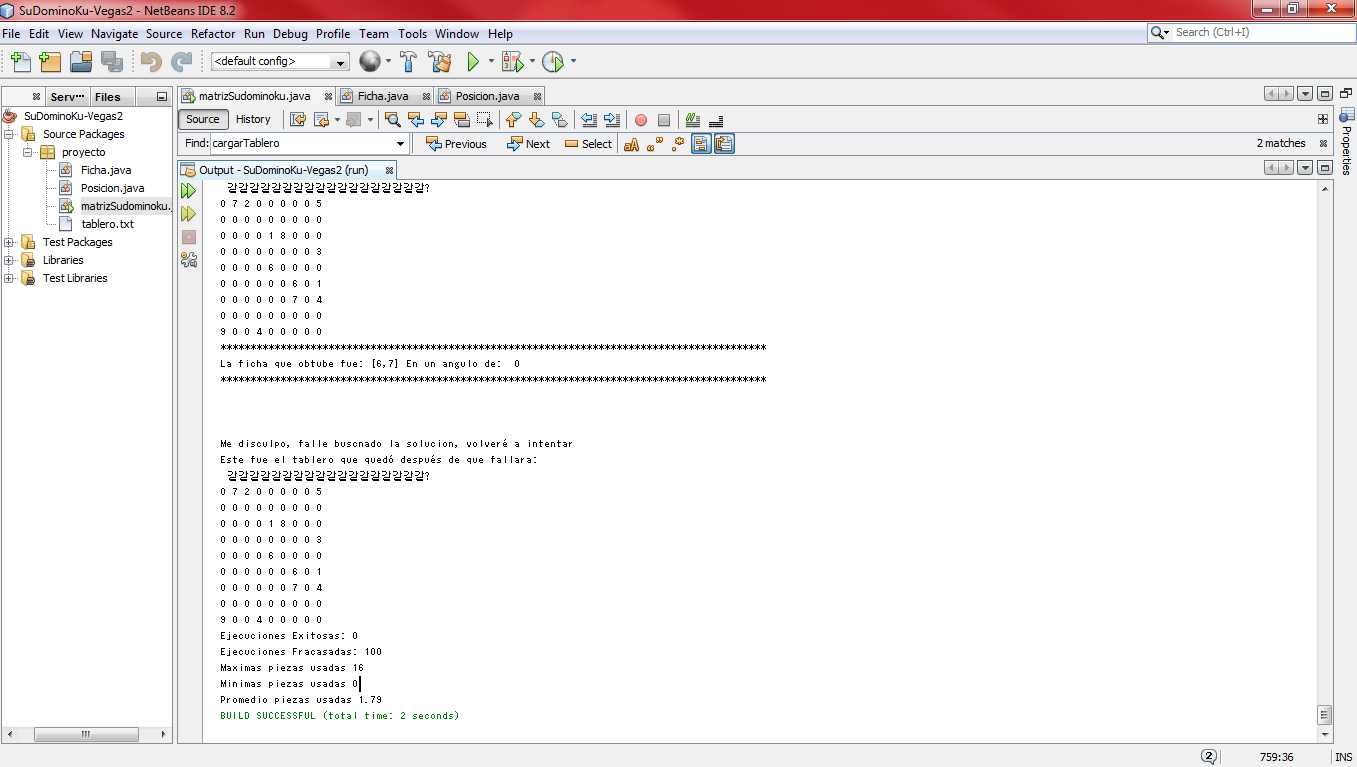 SuDominoKu-Vegas2 - NetBeans IDE 8.2
File Edit View Navigate Source Refactor Run Debug Profile Team Tools Window Help
Search (Ctrl+I)
<default config>
Serv... Files
matrizSudominoku.java Ficha.java Posicion.java
SuDominoKu-Vegas2
Source Packages
proyecto
Ficha.java
Posicion.java
matrizSudominoku.
tablero.txt
Test Packages
Libraries
Test Libraries
Source History
Find: cargarTablero Previous Next Select 2 matches
Properties
Output - SuDominoKu-Vegas2 (run)
0 7 2 0 0 0 0 0 5
0 0 0 0 0 0 0 0 0
0 0 0 0 1 8 0 0 0
0 0 0 0 0 0 0 0 3
0 0 0 0 6 0 0 0 0
0 0 0 0 0 0 6 0 1
0 0 0 0 0 0 7 0 4
0 0 0 0 0 0 0 0 0
9 0 0 4 0 0 0 0 0
*******************************************************************************************
La ficha que obtube fue: [6,7] En un angulo de:  0
*******************************************************************************************
Me disculpo, falle buscnado la solucion, volveré a intentar
Este fue el tablero que quedó después de que fallara:
0 7 2 0 0 0 0 0 5
0 0 0 0 0 0 0 0 0
0 0 0 0 1 8 0 0 0
0 0 0 0 0 0 0 0 3
0 0 0 0 6 0 0 0 0
0 0 0 0 0 0 6 0 1
0 0 0 0 0 0 7 0 4
0 0 0 0 0 0 0 0 0
9 0 0 4 0 0 0 0 0
Ejecuciones Exitosas: 0
Ejecuciones Fracasadas: 100
Maximas piezas usadas 16
Minimas piezas usadas 0
Promedio piezas usadas 1.79
BUILD SUCCESSFUL (total time: 2 seconds)
2 759:36 INS